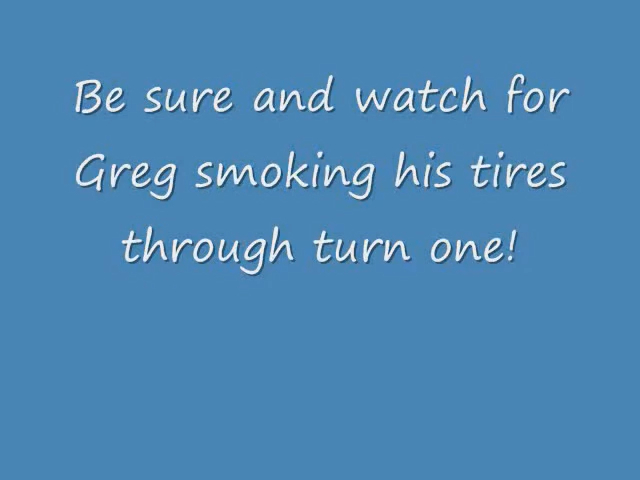 Be sure and watch for
Greg smoking his tires
through turn one!